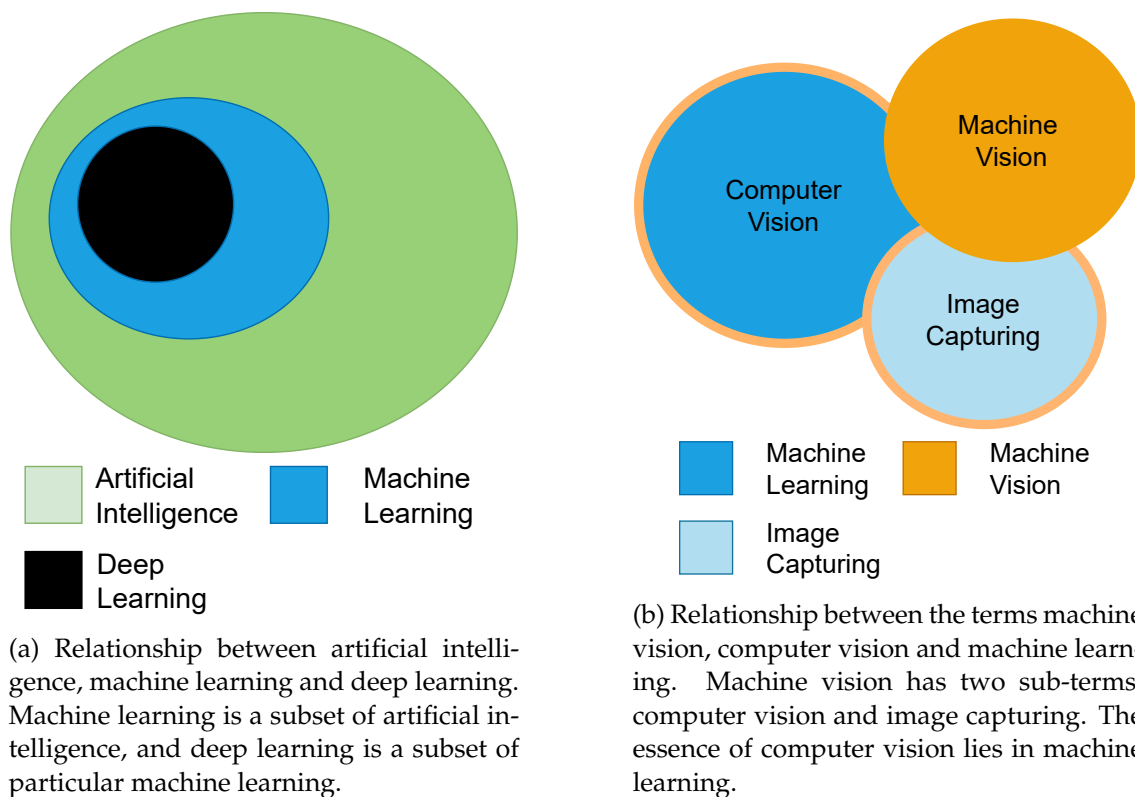 Artificial
Intelligence
Machine
Learning
Deep
Learning
(a) Relationship between artificial intelli-
gence, machine learning and deep learning.
Machine learning is a subset of artificial in-
telligence, and deep learning is a subset of
particular machine learning.
Computer
Vision
Machine
Vision
Image
Capturing
Machine
Learning
Machine
Vision
Image
Capturing
(b) Relationship between the terms machine
vision, computer vision and machine learn-
ing. Machine vision has two sub-terms
computer vision and image capturing. The
essence of computer vision lies in machine
learning.